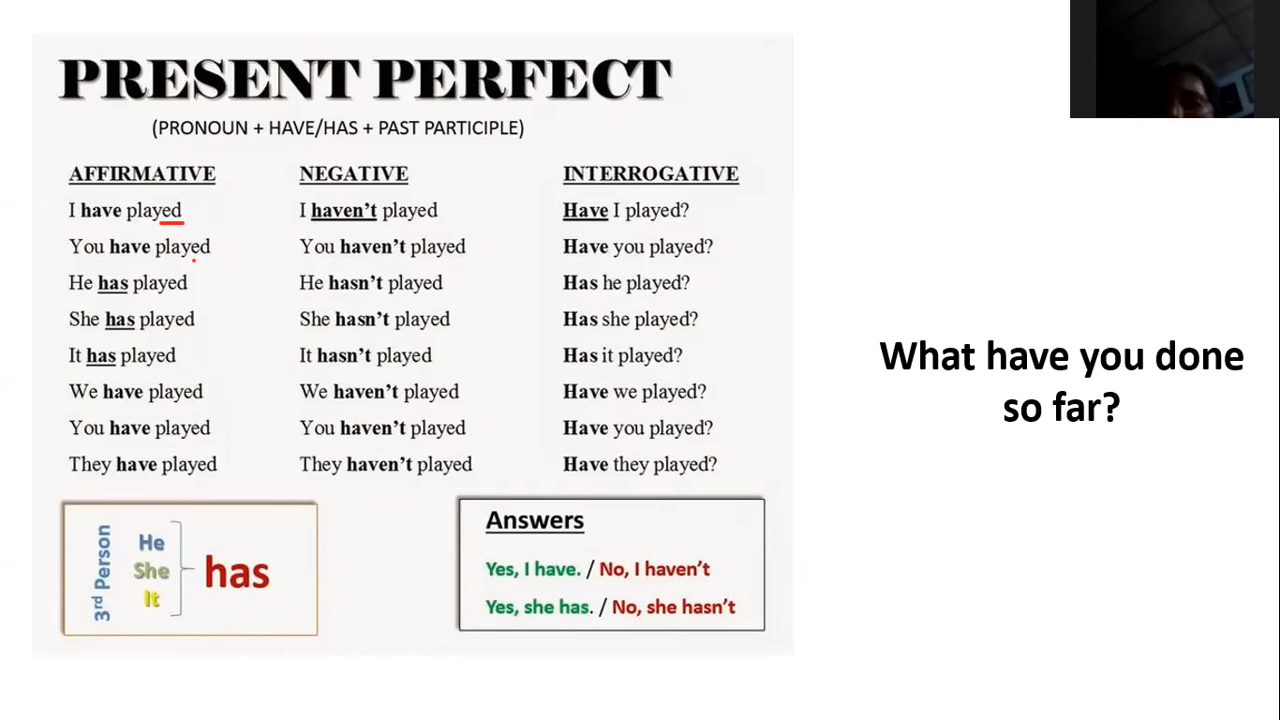 PRESENT PERFECT
(PRONOUN + HAVE/HAS + PAST PARTICIPLE)
AFFIRMATIVE
I have played
You have played
He has played
She has played
It has played
We have played
You have played
They have played
NEGATIVE
I haven't played
You haven't played
He hasn't played
She hasn't played
It hasn't played
We haven't played
You haven't played
They haven't played
INTERROGATIVE
Have I played?
Have you played?
Has he played?
Has she played?
Has it played?
Have we played?
Have you played?
Have they played?
3rd Person
He
She
It
has
Answers
Yes, I have. / No, I haven't
Yes, she has. / No, she hasn't
What have you done
so far?